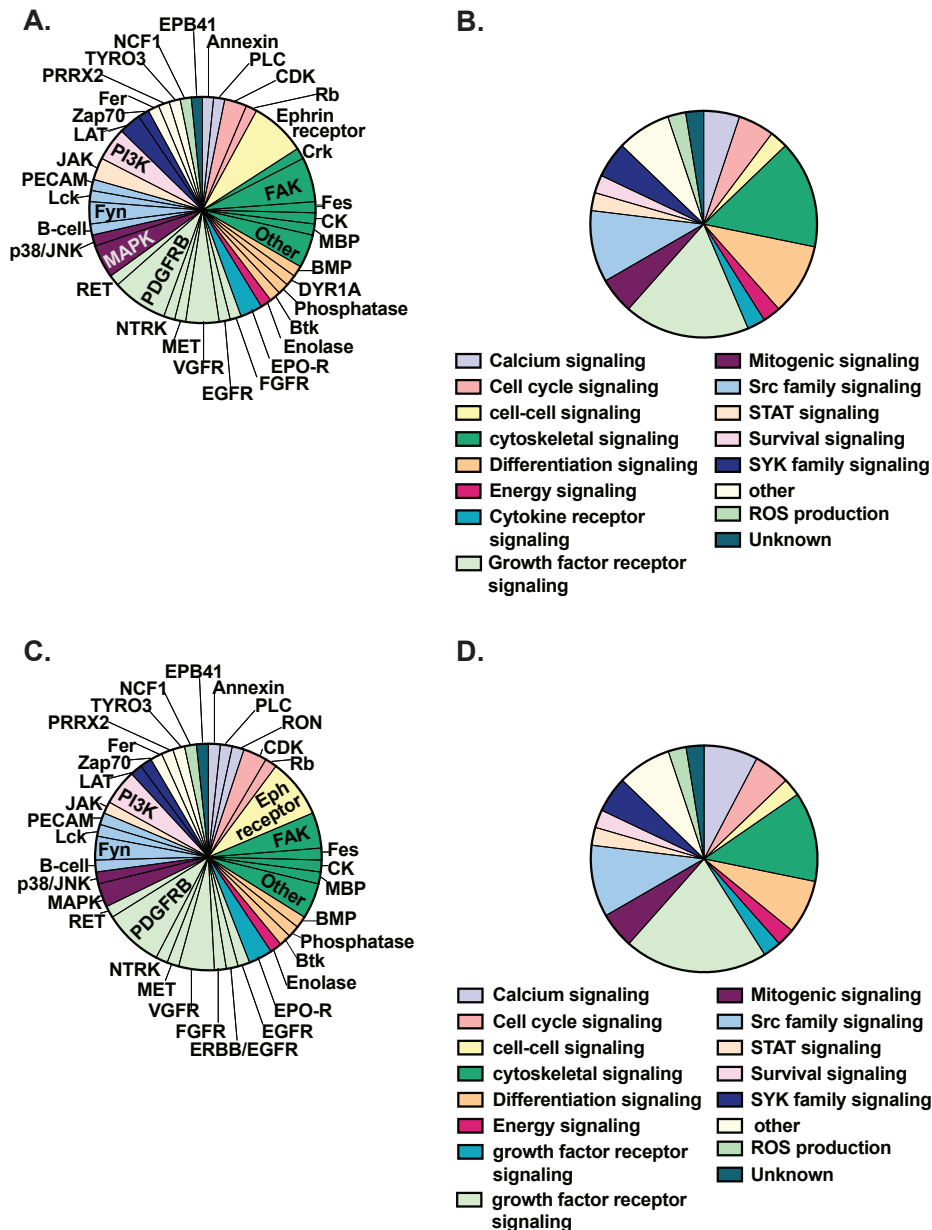 A.
EPB41
NCF1
TYRO3
PRRX2
Fer
Zap70
LAT
PI3K
JAK
PECAM
Lck
Fyn
B-cell
p38/JNK
MAPK
RET
PDGFRB
NTRK
MET
VGFR
EGFR
FGFR
EPO-R
Enolase
Btk
Phosphatase
DYR1A
BMP
Other
MBP
CK
Fes
FAK
Crk
Ephrin
receptor
Rb
CDK
PLC
Annexin
B.
Calcium signaling
Cell cycle signaling
cell-cell signaling
cytoskeletal signaling
Differentiation signaling
Energy signaling
Cytokine receptor
signaling
Growth factor receptor
signaling
Mitogenic signaling
Src family signaling
STAT signaling
Survival signaling
SYK family signaling
other
ROS production
Unknown
C.
EPB41
NCF1
TYRO3
PRRX2
Fer
Zap70
LAT
PI3K
JAK
PECAM
Lck
Fyn
B-cell
p38/JNK
MAPK
RET
PDGFRB
NTRK
MET
VGFR
FGFR
ERBB/EGFR
EGFR
EPO-R
Enolase
Btk
Phosphatase
BMP
Other
MBP
CK
Fes
FAK
Eph
receptor
Rb
CDK
RON
PLC
Annexin
D.
Calcium signaling
Cell cycle signaling
cell-cell signaling
cytoskeletal signaling
Differentiation signaling
Energy signaling
growth factor receptor
signaling
growth factor receptor
signaling
Mitogenic signaling
Src family signaling
STAT signaling
Survival signaling
SYK family signaling
other
ROS production
Unknown